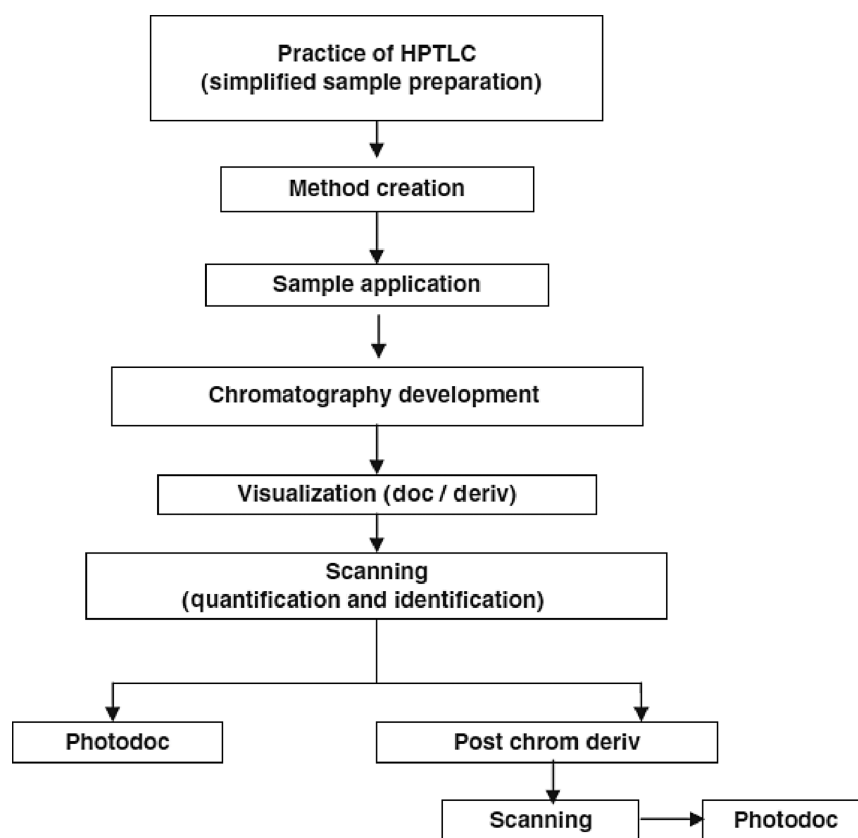 Practice of HPTLC
(simplified sample preparation)
Method creation
Sample application
Chromatography development
Visualization (doc / deriv)
Scanning
(quantification and identification)
Photodoc
Post chrom deriv
Scanning
Photodoc